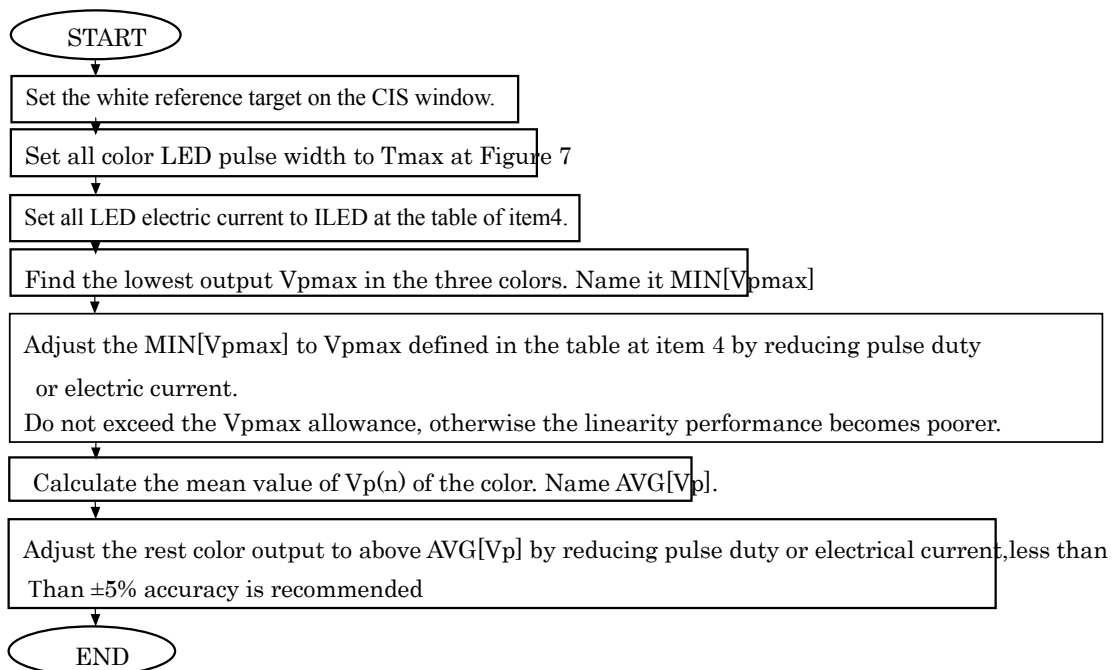 START
Set the white reference target on the CIS window.
Set all color LED pulse width to Tmax at Figure 7
Set all LED electric current to ILED at the table of item4.
Find the lowest output Vpmax in the three colors. Name it MIN[Vpmax]
Adjust the MIN[Vpmax] to Vpmax defined in the table at item 4 by reducing pulse duty
or electric current.
Do not exceed the Vpmax allowance, otherwise the linearity performance becomes poorer.
Calculate the mean value of Vp(n) of the color. Name AVG[Vp].
Adjust the rest color output to above AVG[Vp] by reducing pulse duty or electrical current,less than
Than ±5% accuracy is recommended
END